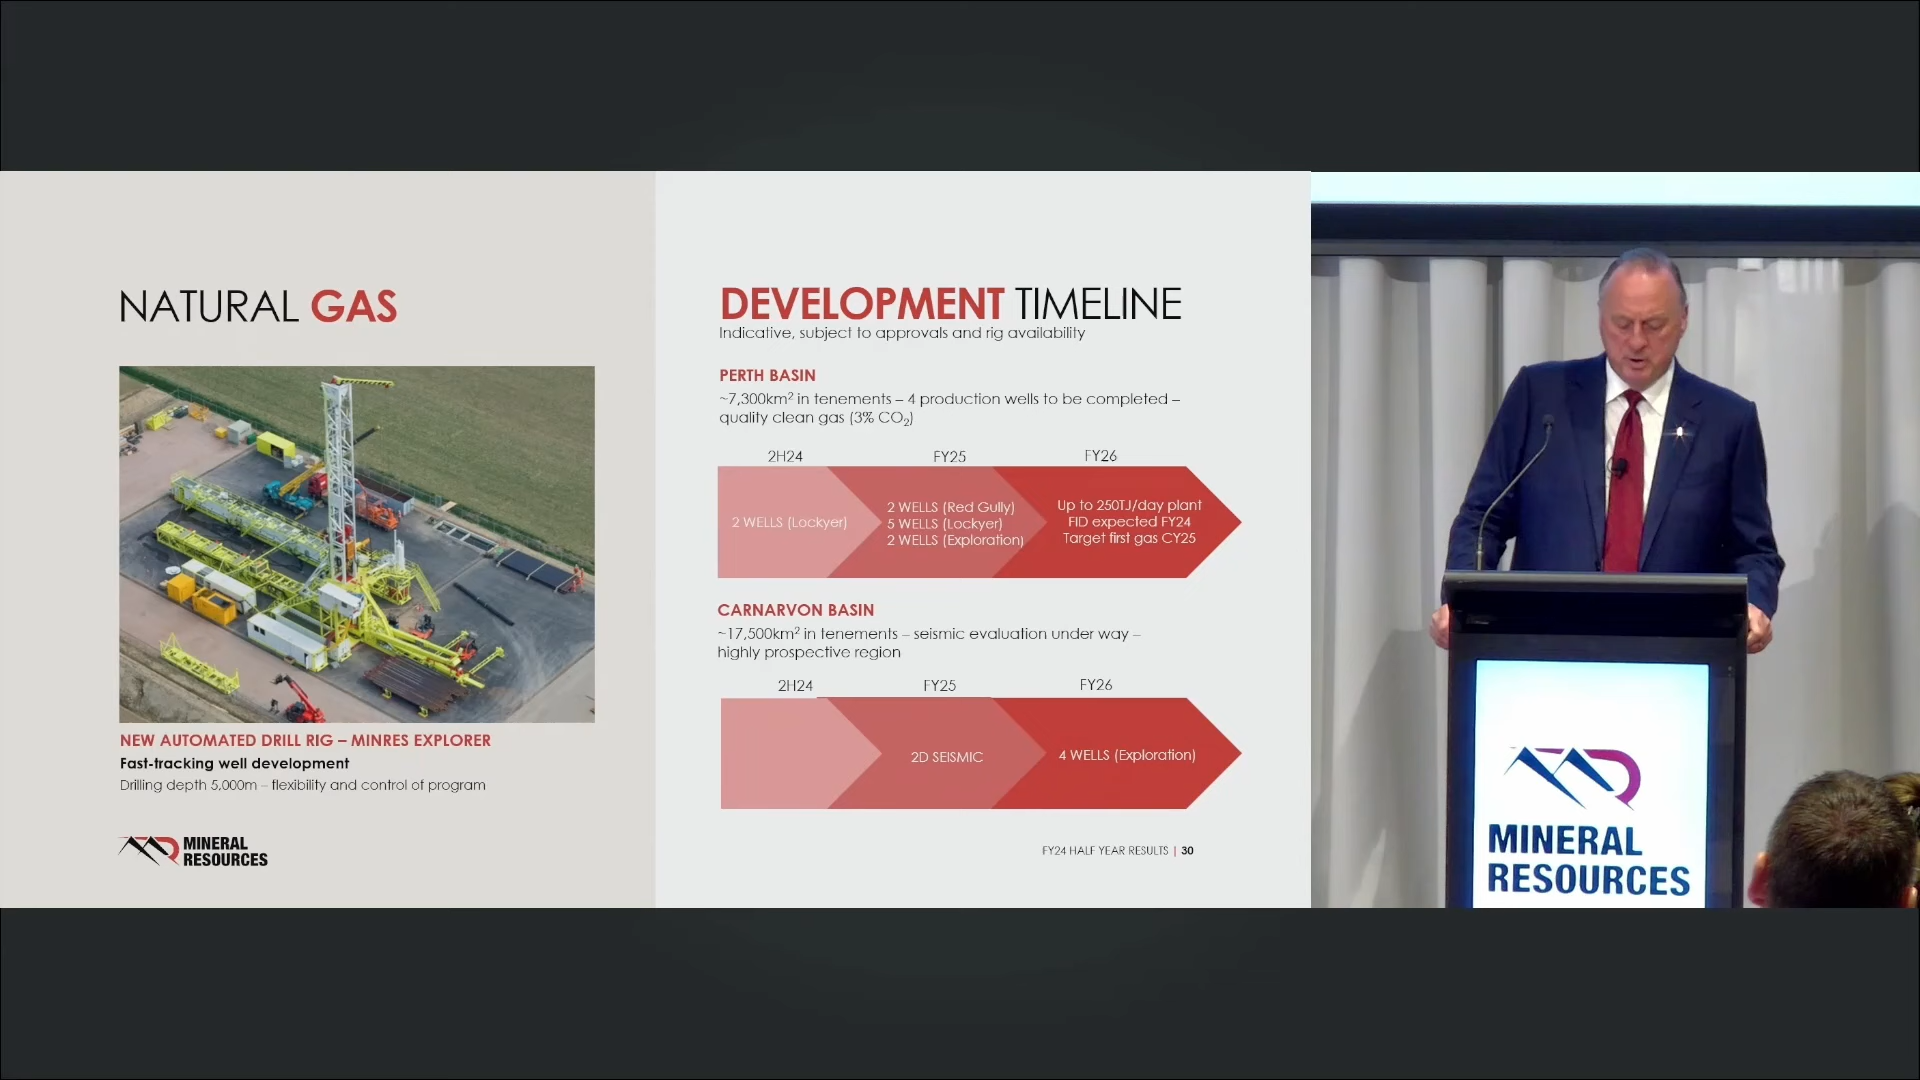 NATURAL GAS
NEW AUTOMATED DRILL RIG – MINRES EXPLORER
Fast-tracking well development
Drilling depth 5,000m – flexibility and control of program
MINERAL
RESOURCES
DEVELOPMENT TIMELINE
Indicative, subject to approvals and rig availability
PERTH BASIN
~7,300km² in tenements – 4 production wells to be completed –
quality clean gas (3% CO₂)
2H24
FY25
FY26
2 WELLS (Lockyer)
2 WELLS (Red Gully)
5 WELLS (Lockyer)
2 WELLS (Exploration)
Up to 250TJ/day plant
FID expected FY24
Target first gas CY25
CARNARVON BASIN
~17,500km² in tenements – seismic evaluation under way –
highly prospective region
2H24
FY25
FY26
2D SEISMIC
4 WELLS (Exploration)
FY24 HALF YEAR RESULTS | 30
MINERAL
RESOURCES